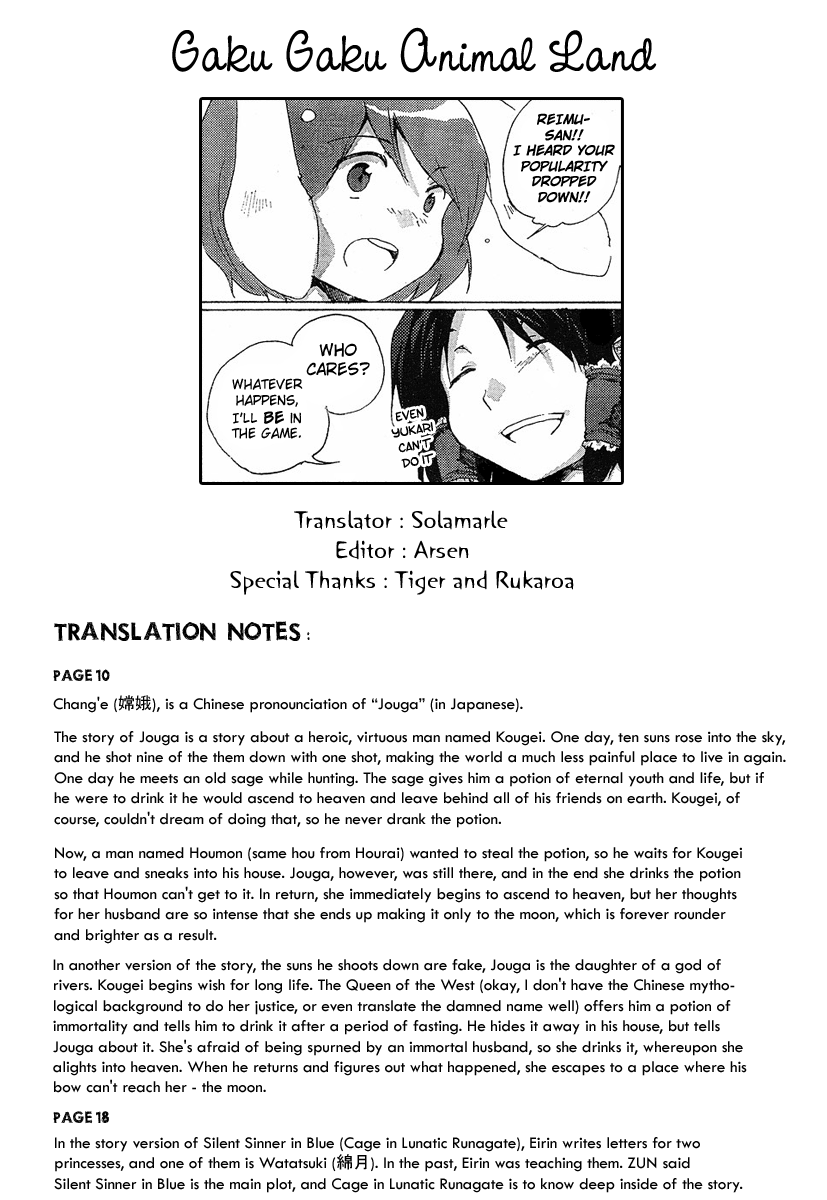 Gaku Gaku Animal Land
REIMU-
SAN!!
I HEARD YOUR
POPULARITY
DROPPED
DOWN!!
WHO
CARES?
WHATEVER
HAPPENS,
I'LL BE IN
THE GAME.
EVEN
YUKARI
CAN'T
DO IT
Translator : Solamarle
Editor : Arsen
Special Thanks : Tiger and Rukaroa
TRANSLATION NOTES :
PAGE 10
Chang'e (嫦娥), is a Chinese pronounciation of “Jouga” (in Japanese).
The story of Jouga is a story about a heroic, virtuous man named Kougei. One day, ten suns rose into the sky,
and he shot nine of the them down with one shot, making the world a much less painful place to live in again.
One day he meets an old sage while hunting. The sage gives him a potion of eternal youth and life, but if
he were to drink it he would ascend to heaven and leave behind all of his friends on earth. Kougei, of
course, couldn't dream of doing that, so he never drank the potion.
Now, a man named Houmon (same hou from Hourai) wanted to steal the potion, so he waits for Kougei
to leave and sneaks into his house. Jouga, however, was still there, and in the end she drinks the potion
so that Houmon can't get to it. In return, she immediately begins to ascend to heaven, but her thoughts
for her husband are so intense that she ends up making it only to the moon, which is forever rounder
and brighter as a result.
In another version of the story, the suns he shoots down are fake, Jouga is the daughter of a god of
rivers. Kougei begins wish for long life. The Queen of the West (okay, I don't have the Chinese mytho-
logical background to do her justice, or even translate the damned name well) offers him a potion of
immortality and tells him to drink it after a period of fasting. He hides it away in his house, but tells
Jouga about it. She's afraid of being spurned by an immortal husband, so she drinks it, whereupon she
alights into heaven. When he returns and figures out what happened, she escapes to a place where his
bow can't reach her - the moon.
PAGE 18
In the story version of Silent Sinner in Blue (Cage in Lunatic Runagate), Eirin writes letters for two
princesses, and one of them is Watatsuki (綿月). In the past, Eirin was teaching them. ZUN said
Silent Sinner in Blue is the main plot, and Cage in Lunatic Runagate is to know deep inside of the story.